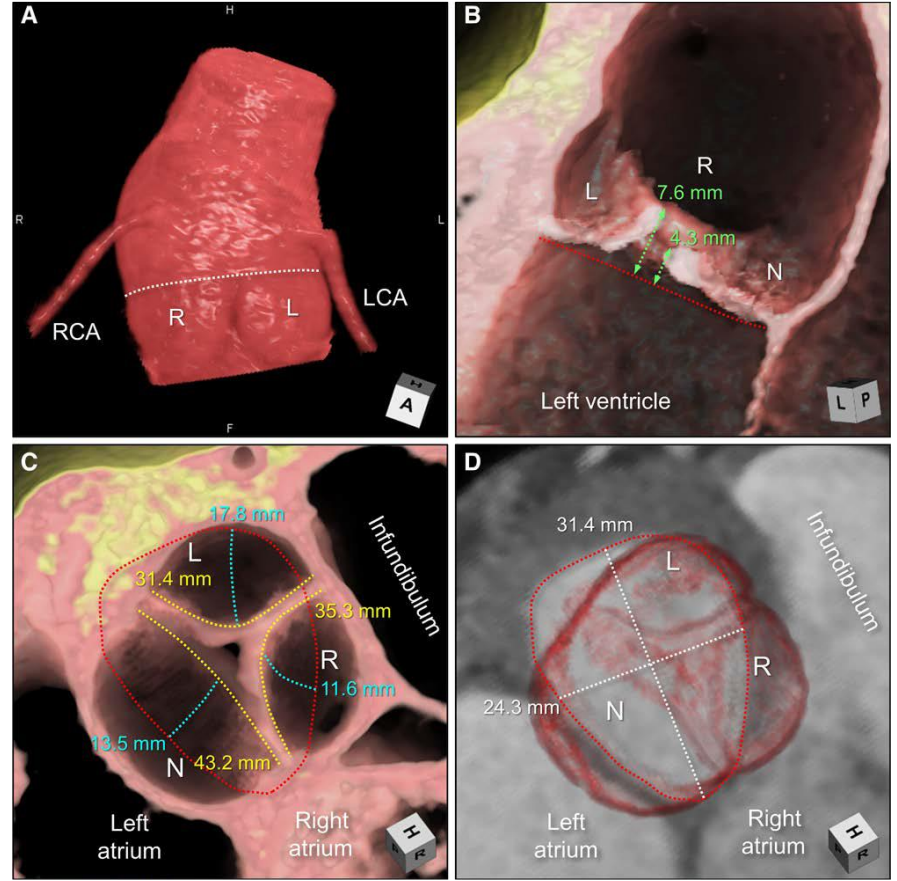 A
H
R
L
R
L
RCA
LCA
A
F
B
R
L
7.6 mm
4.3 mm
N
Left ventricle
L P
C
17.8 mm
L
31.4 mm
35.3 mm
R
11.6 mm
13.5 mm
43.2 mm
N
Infundibulum
Left
atrium
Right
atrium
H
R
D
31.4 mm
L
R
24.3 mm
N
Infundibulum
Left
atrium
Right
atrium
H
R